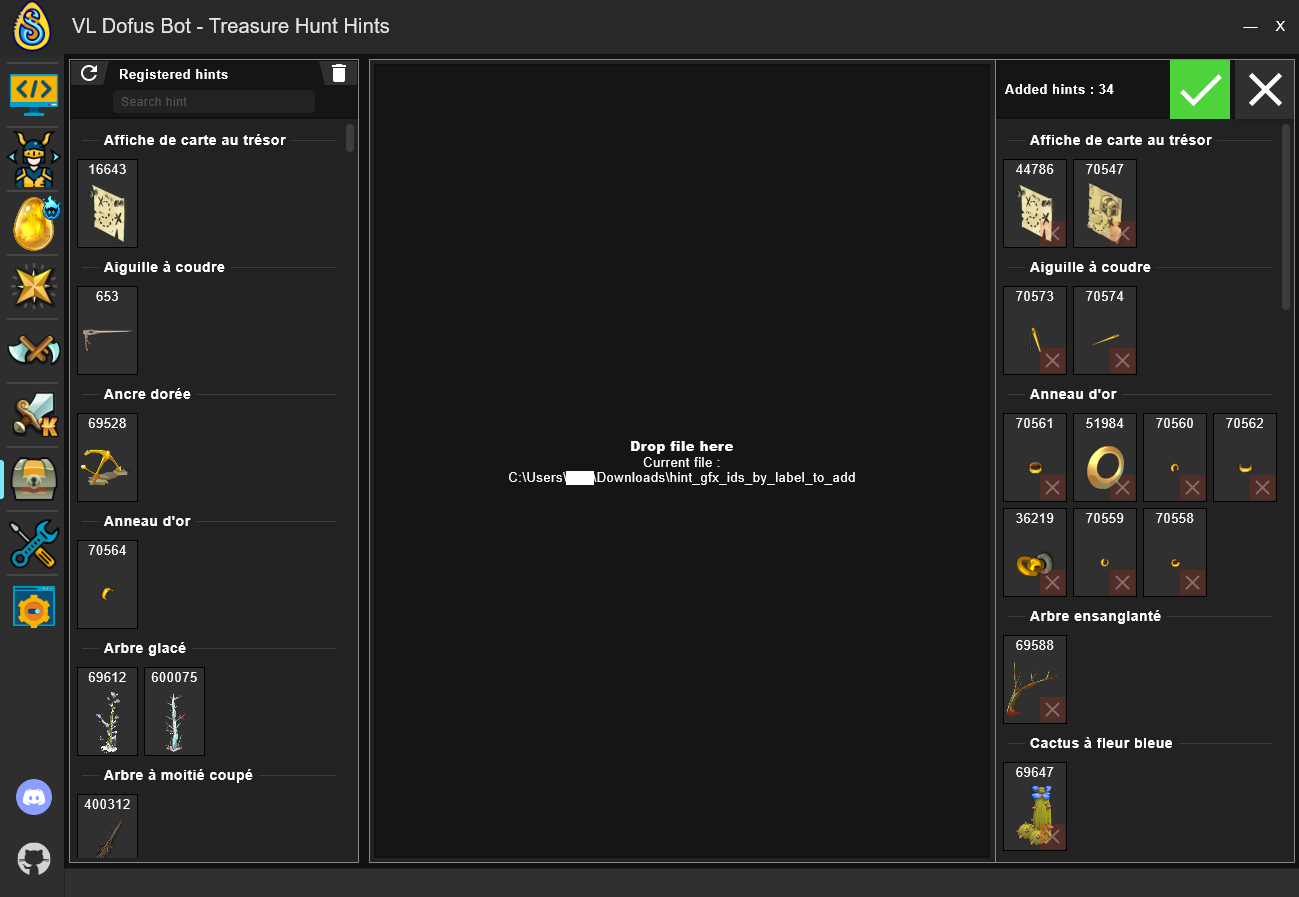 VL Dofus Bot - Treasure Hunt Hints
Registered hints
Search hint
Affiche de carte au trésor
16643
Aiguille à coudre
653
Ancre dorée
69528
Anneau d'or
70564
Arbre glacé
69612 600075
Arbre à moitié coupé
400312
Drop file here
Current file :
C:\Users\ \Downloads\hint_gfx_ids_by_label_to_add
Added hints : 34
Affiche de carte au trésor
44786 70547
Aiguille à coudre
70573 70574
Anneau d'or
70561 51984 70560 70562
36219 70559 70558
Arbre ensanglanté
69588
Cactus à fleur bleue
69647